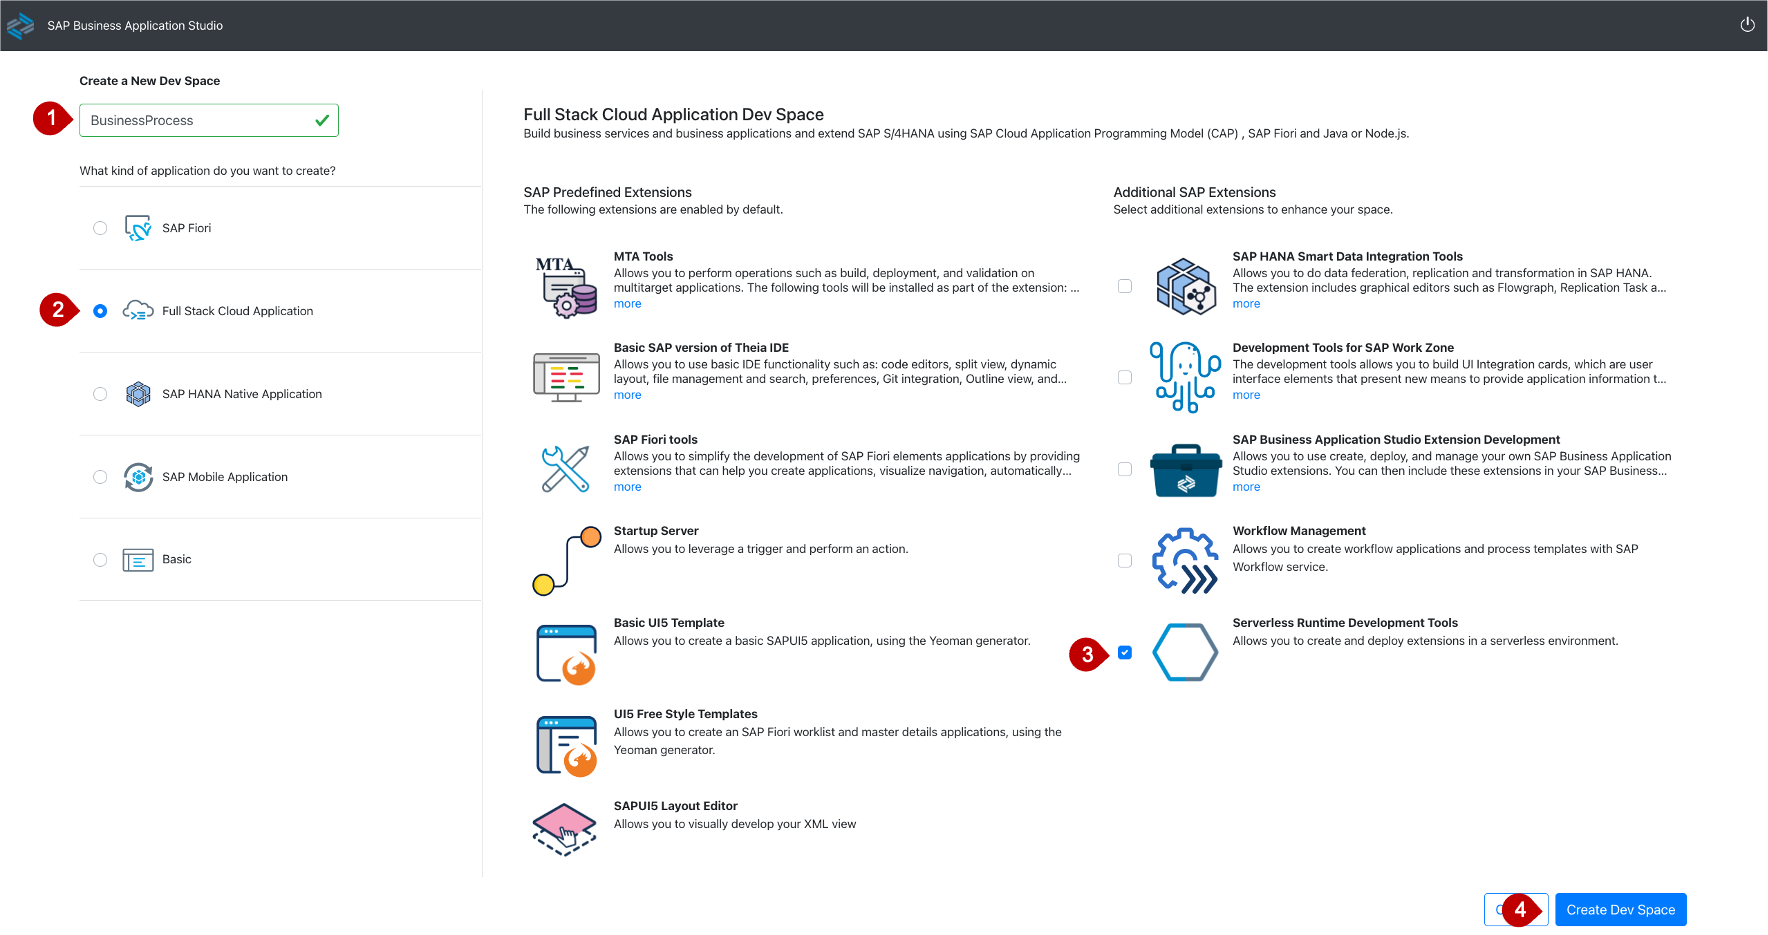 SAP Business Application Studio
Create a New Dev Space
1
BusinessProcess
What kind of application do you want to create?
SAP Fiori
2
Full Stack Cloud Application
SAP HANA Native Application
SAP Mobile Application
Basic
Full Stack Cloud Application Dev Space
Build business services and business applications and extend SAP S/4HANA using SAP Cloud Application Programming Model (CAP) , SAP Fiori and Java or Node.js.
SAP Predefined Extensions
The following extensions are enabled by default.
MTA
MTA Tools
Allows you to perform operations such as build, deployment, and validation on
multitarget applications. The following tools will be installed as part of the extension: ...
more
Basic SAP version of Theia IDE
Allows you to use basic IDE functionality such as: code editors, split view, dynamic
layout, file management and search, preferences, Git integration, Outline view, and...
more
SAP Fiori tools
Allows you to simplify the development of SAP Fiori elements applications by providing
extensions that can help you create applications, visualize navigation, automatically...
more
Startup Server
Allows you to leverage a trigger and perform an action.
Basic UI5 Template
Allows you to create a basic SAPUI5 application, using the Yeoman generator.
UI5 Free Style Templates
Allows you to create an SAP Fiori worklist and master details applications, using the
Yeoman generator.
SAPUI5 Layout Editor
Allows you to visually develop your XML view
Additional SAP Extensions
Select additional extensions to enhance your space.
SAP HANA Smart Data Integration Tools
Allows you to do data federation, replication and transformation in SAP HANA.
The extension includes graphical editors such as Flowgraph, Replication Task a...
more
Development Tools for SAP Work Zone
The development tools allows you to build UI Integration cards, which are user
interface elements that present new means to provide application information t...
more
SAP Business Application Studio Extension Development
Allows you to use create, deploy, and manage your own SAP Business Application
Studio extensions. You can then include these extensions in your SAP Business...
more
Workflow Management
Allows you to create workflow applications and process templates with SAP
Workflow service.
3
Serverless Runtime Development Tools
Allows you to create and deploy extensions in a serverless environment.
4
Create Dev Space